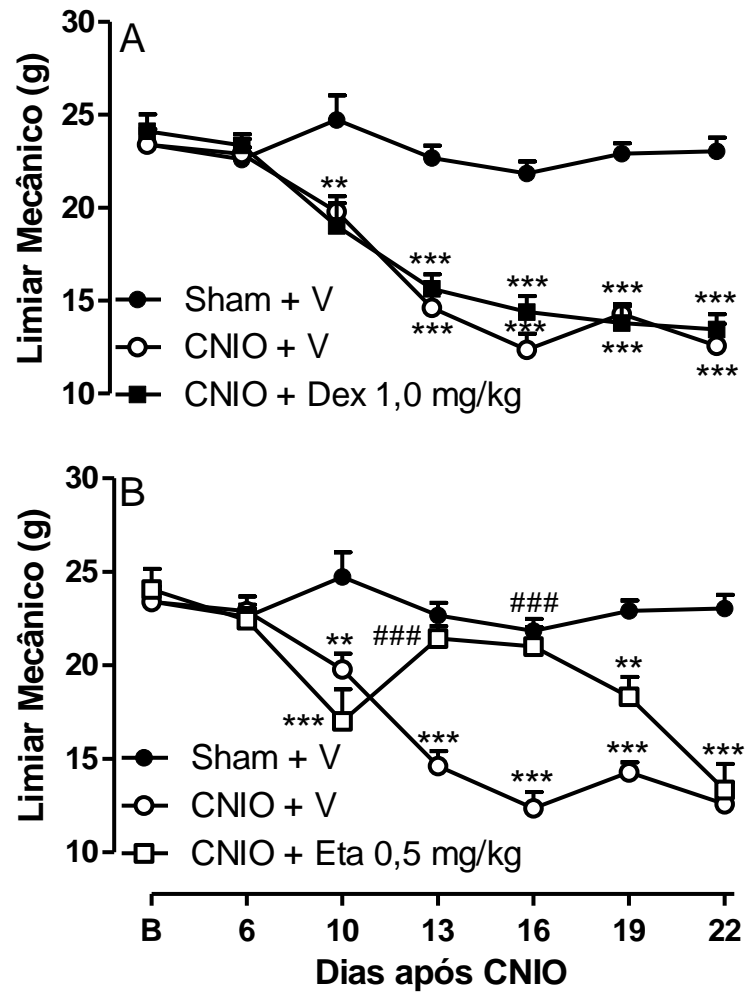 30
A
25
20
15
10
Limiar Mecânico (g)
**
***
***
***
***
***
***
***
***
Sham + V
CNIO + V
CNIO + Dex 1,0 mg/kg
30
B
25
20
15
10
Limiar Mecânico (g)
###
###
**
**
***
***
***
***
***
Sham + V
CNIO + V
CNIO + Eta 0,5 mg/kg
B 6 10 13 16 19 22
Dias após CNIO